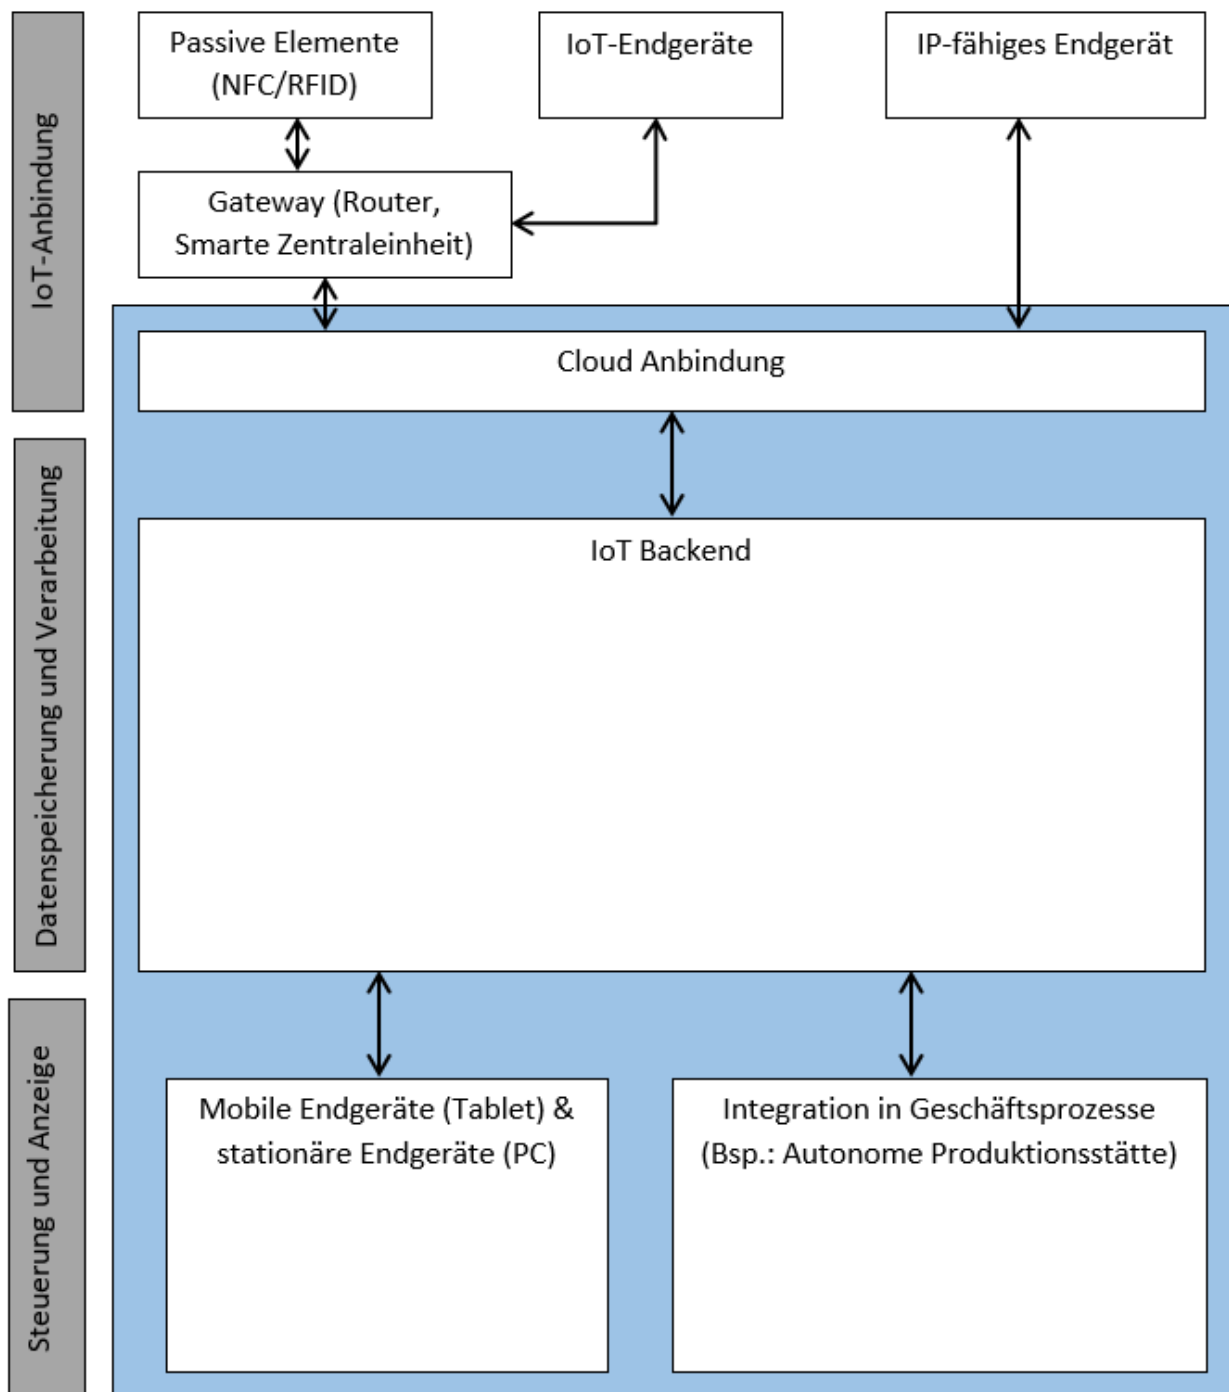 Passive Elemente
(NFC/RFID)
IoT-Endgeräte
IP-fähiges Endgerät
IoT-Anbindung
Gateway (Router,
Smarte Zentraleinheit)
Cloud Anbindung
Datenspeicherung und Verarbeitung
IoT Backend
Steuerung und Anzeige
Mobile Endgeräte (Tablet) &
stationäre Endgeräte (PC)
Integration in Geschäftsprozesse
(Bsp.: Autonome Produktionsstätte)